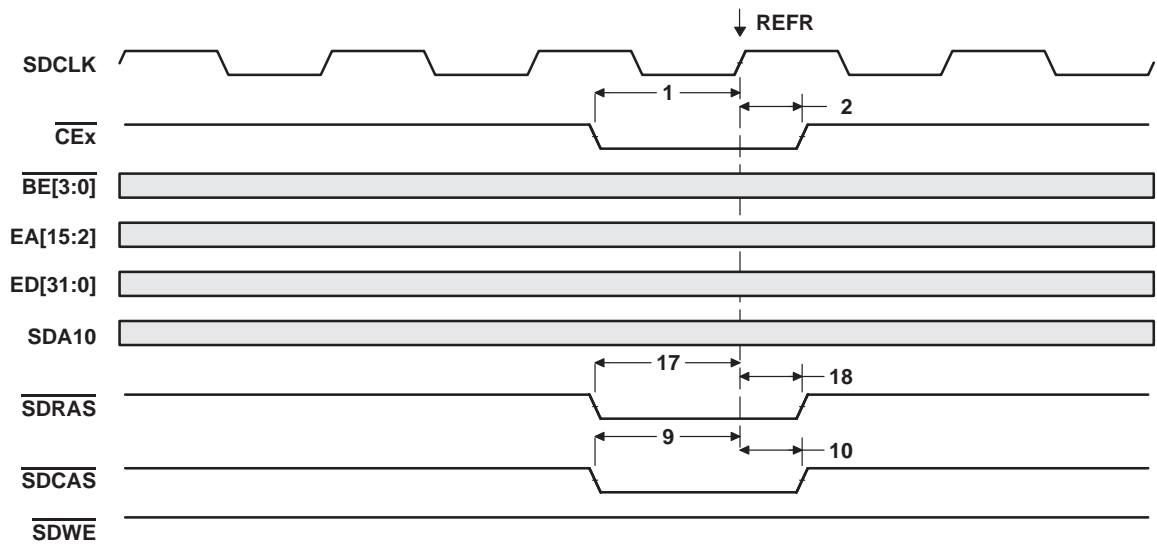 REFR
SDCLK
1
2
CEx
BE[3:0]
EA[15:2]
ED[31:0]
SDA10
17
18
SDRAS
9
10
SDCAS
SDWE